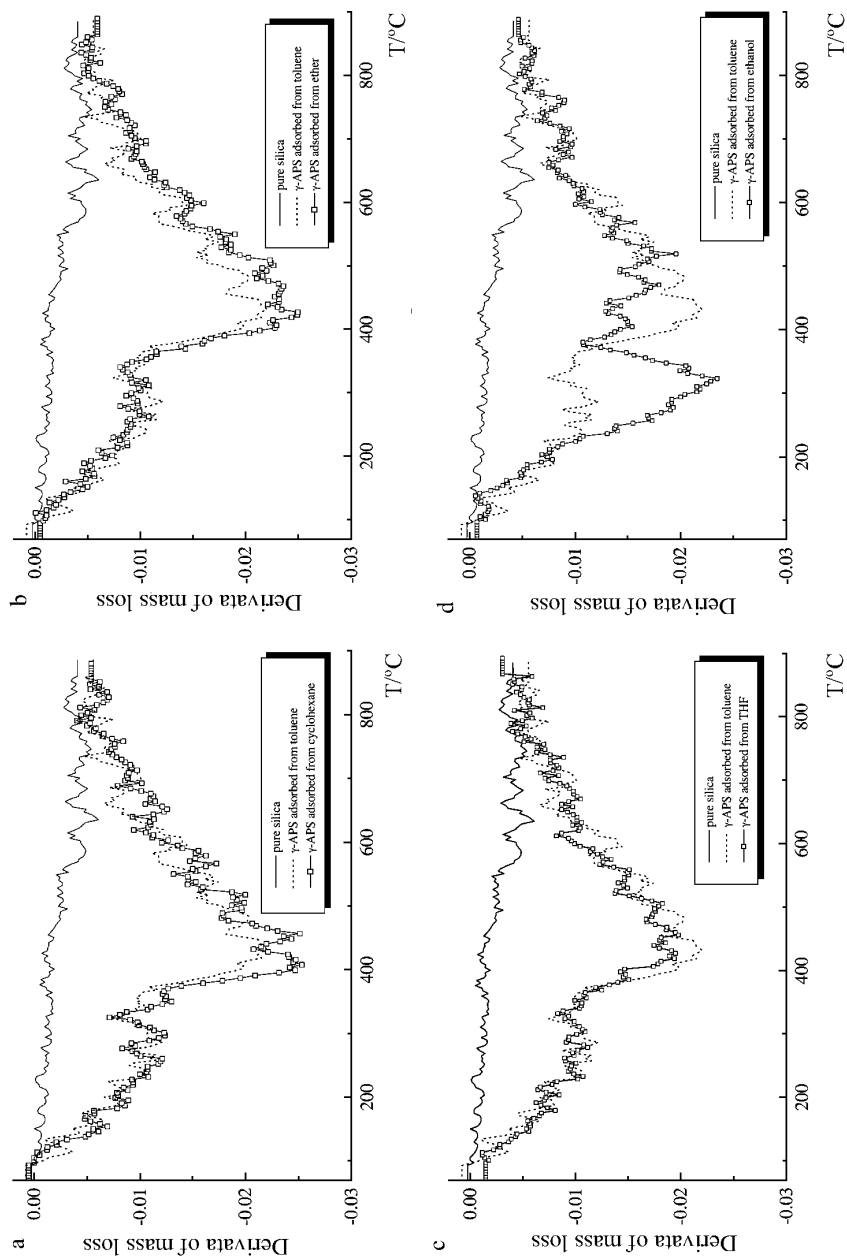 a
0.00
-0.01
-0.02
-0.03
Derivata of mass loss
200
400
600
800
T/°C
pure silica
γ-APS adsorbed from toluene
γ-APS adsorbed from cyclohexane
b
0.00
-0.01
-0.02
-0.03
Derivata of mass loss
200
400
600
800
T/°C
pure silica
γ-APS adsorbed from toluene
γ-APS adsorbed from ether
c
0.00
-0.01
-0.02
-0.03
Derivata of mass loss
200
400
600
800
T/°C
pure silica
γ-APS adsorbed from toluene
γ-APS adsorbed from THF
d
0.00
-0.01
-0.02
-0.03
Derivata of mass loss
200
400
600
800
T/°C
pure silica
γ-APS adsorbed from toluene
γ-APS adsorbed from ethanol